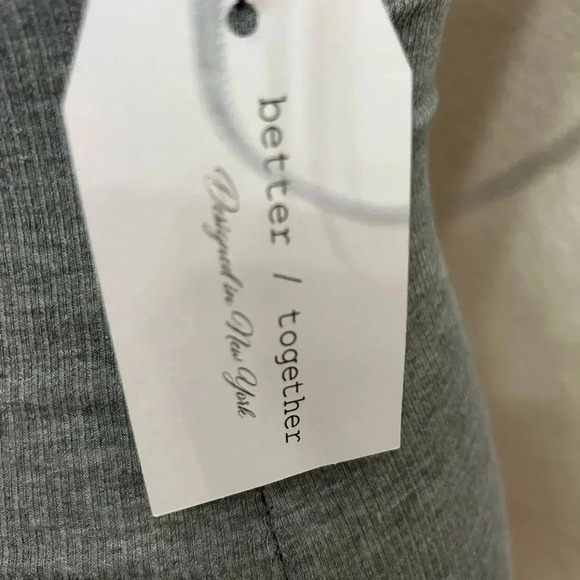 better / together
Designed in New York